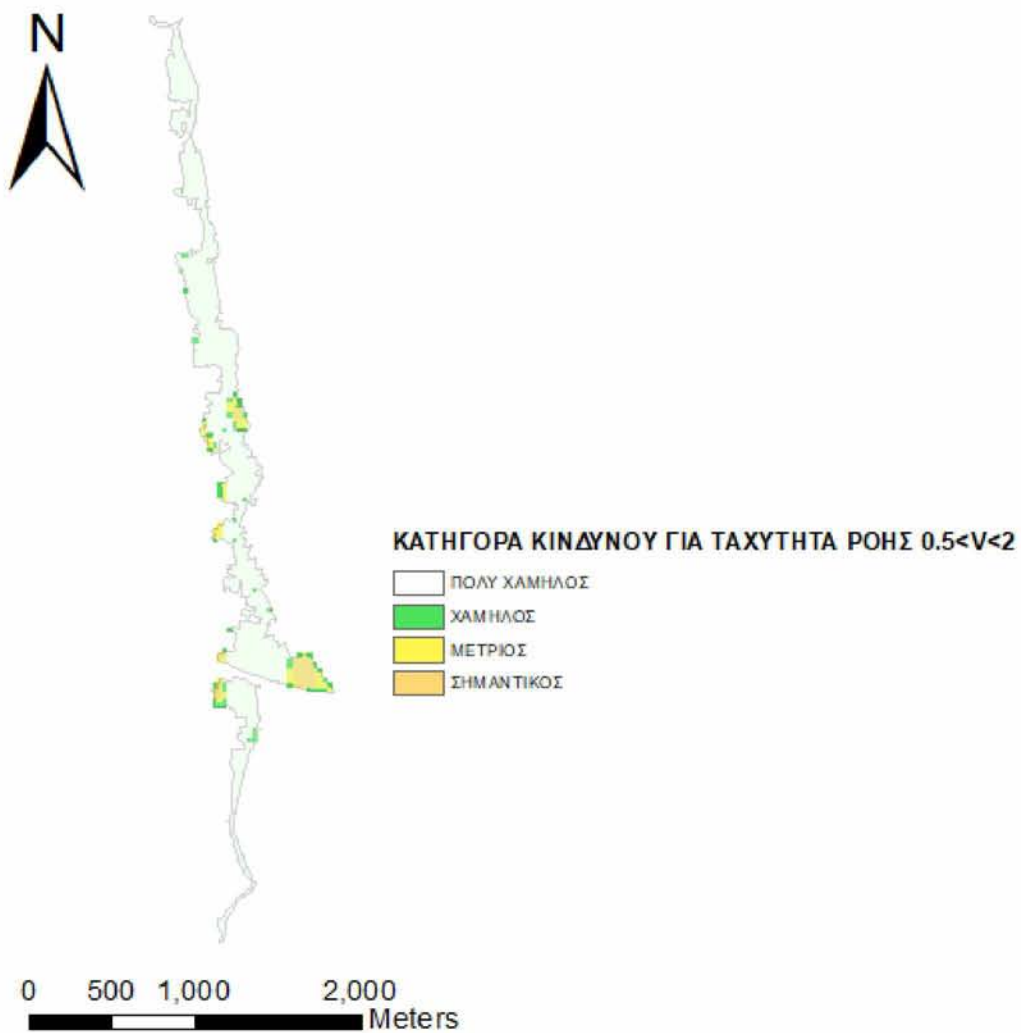 N
ΚΑΤΗΓΟΡΑ ΚΙΝΔΥΝΟΥ ΓΙΑ ΤΑΧΥΤΗΤΑ ΡΟΗΣ 0.5<V<2
ΠΟΛΥ ΧΑΜΗΛΟΣ
ΧΑΜΗΛΟΣ
ΜΕΤΡΙΟΣ
ΣΗΜΑΝΤΙΚΟΣ
0 500 1,000 2,000
Meters